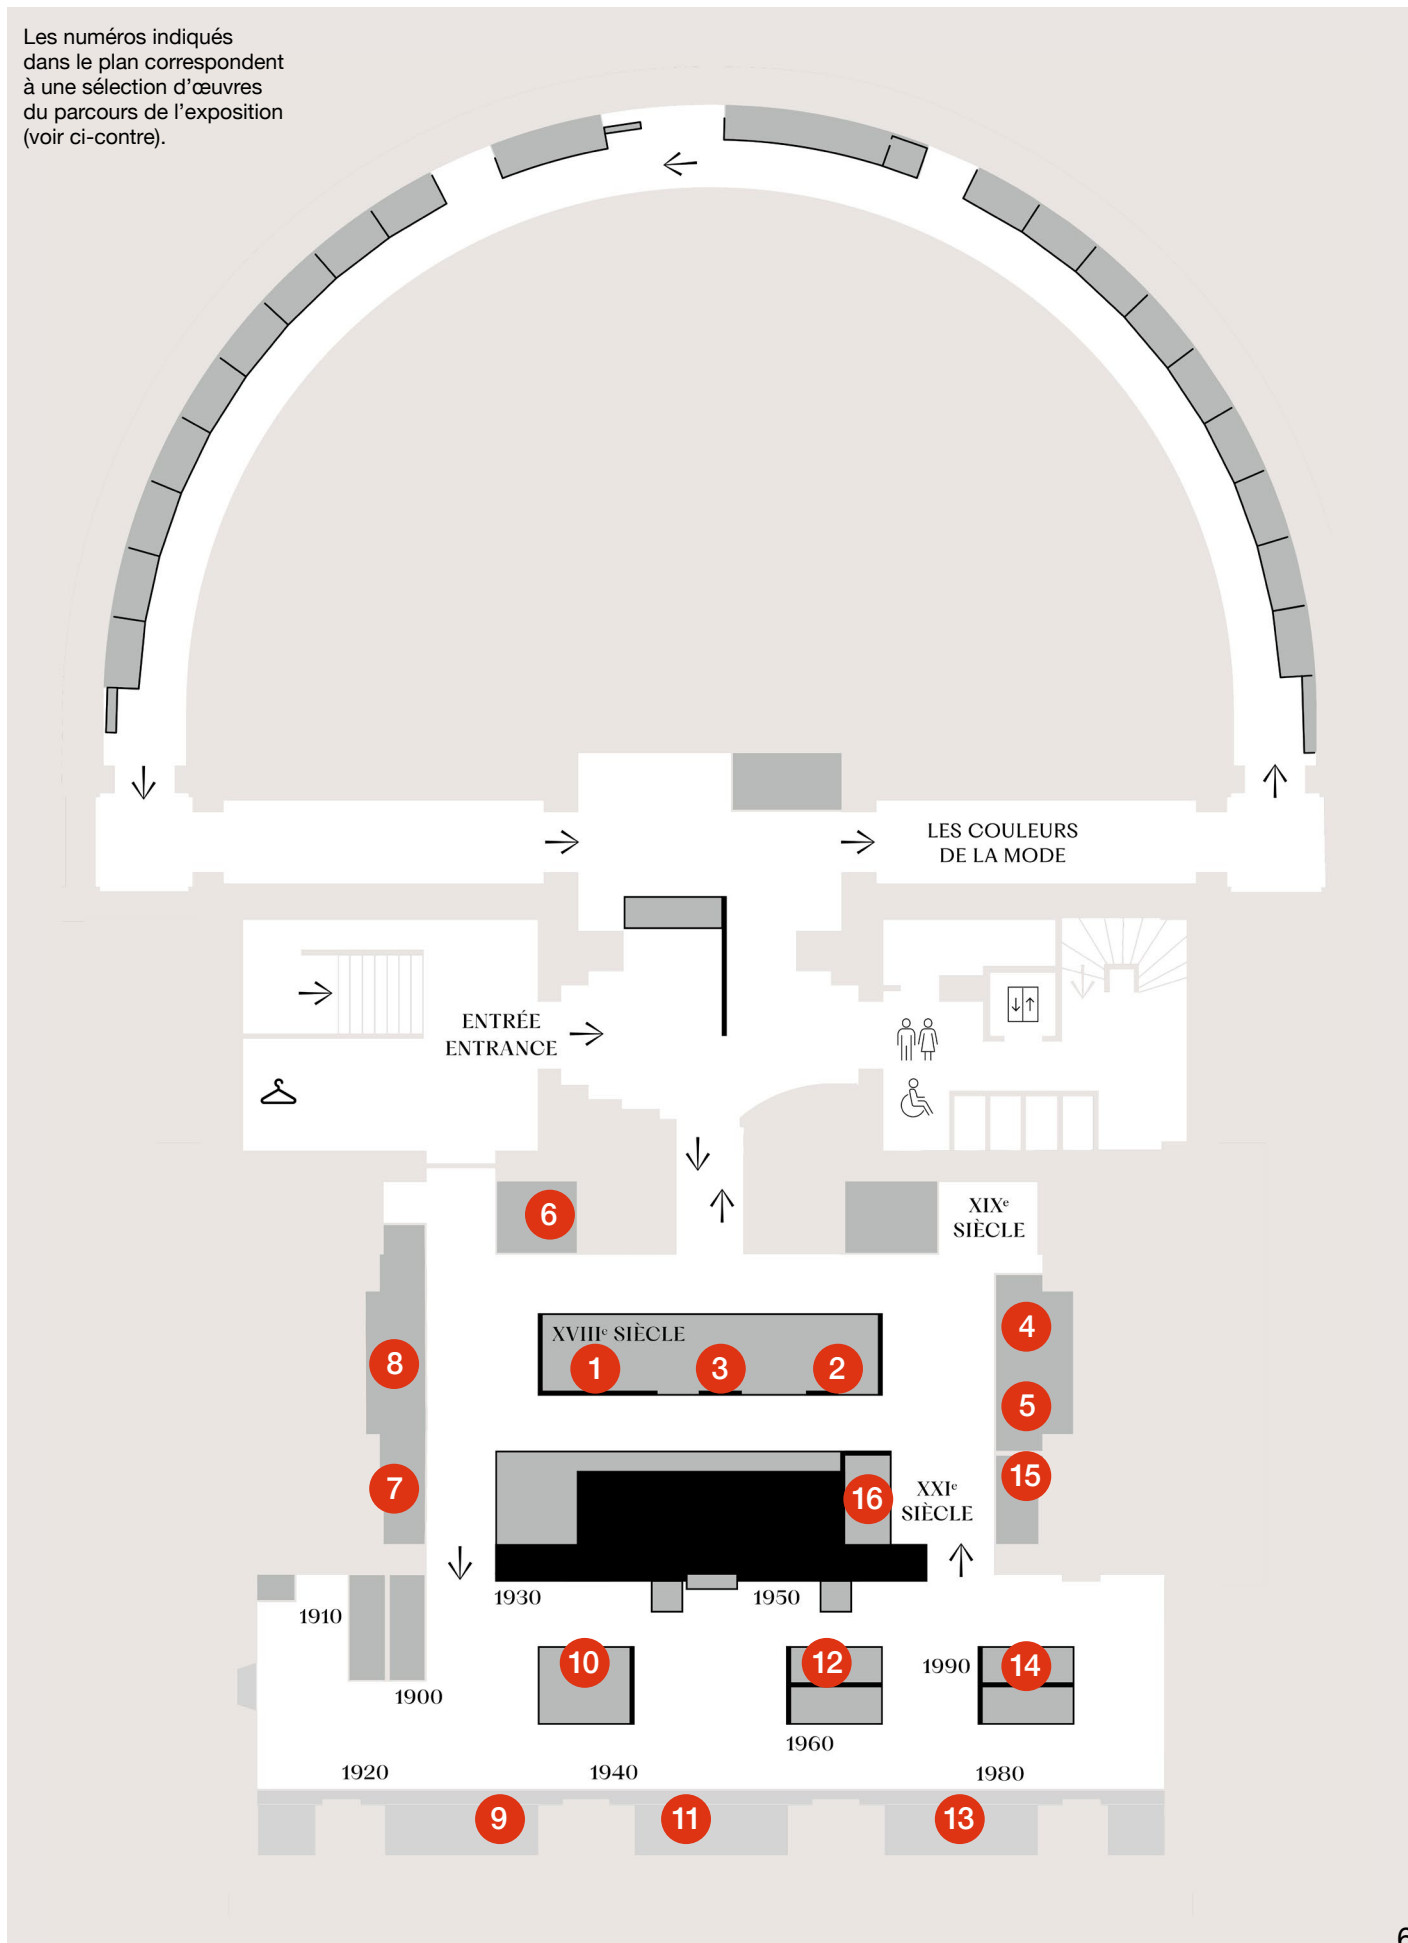 Les numéros indiqués
dans le plan correspondent
à une sélection d’œuvres
du parcours de l’exposition
(voir ci-contre).
LES COULEURS
DE LA MODE
ENTRÉE
ENTRANCE
6
XIXᵉ
SIÈCLE
XVIIIᵉ SIÈCLE
1
3
2
4
8
5
7
15
16
XXIᵉ
SIÈCLE
1930
1950
1910
10
12
1990
14
1900
1960
1920
1940
1980
9
11
13
6